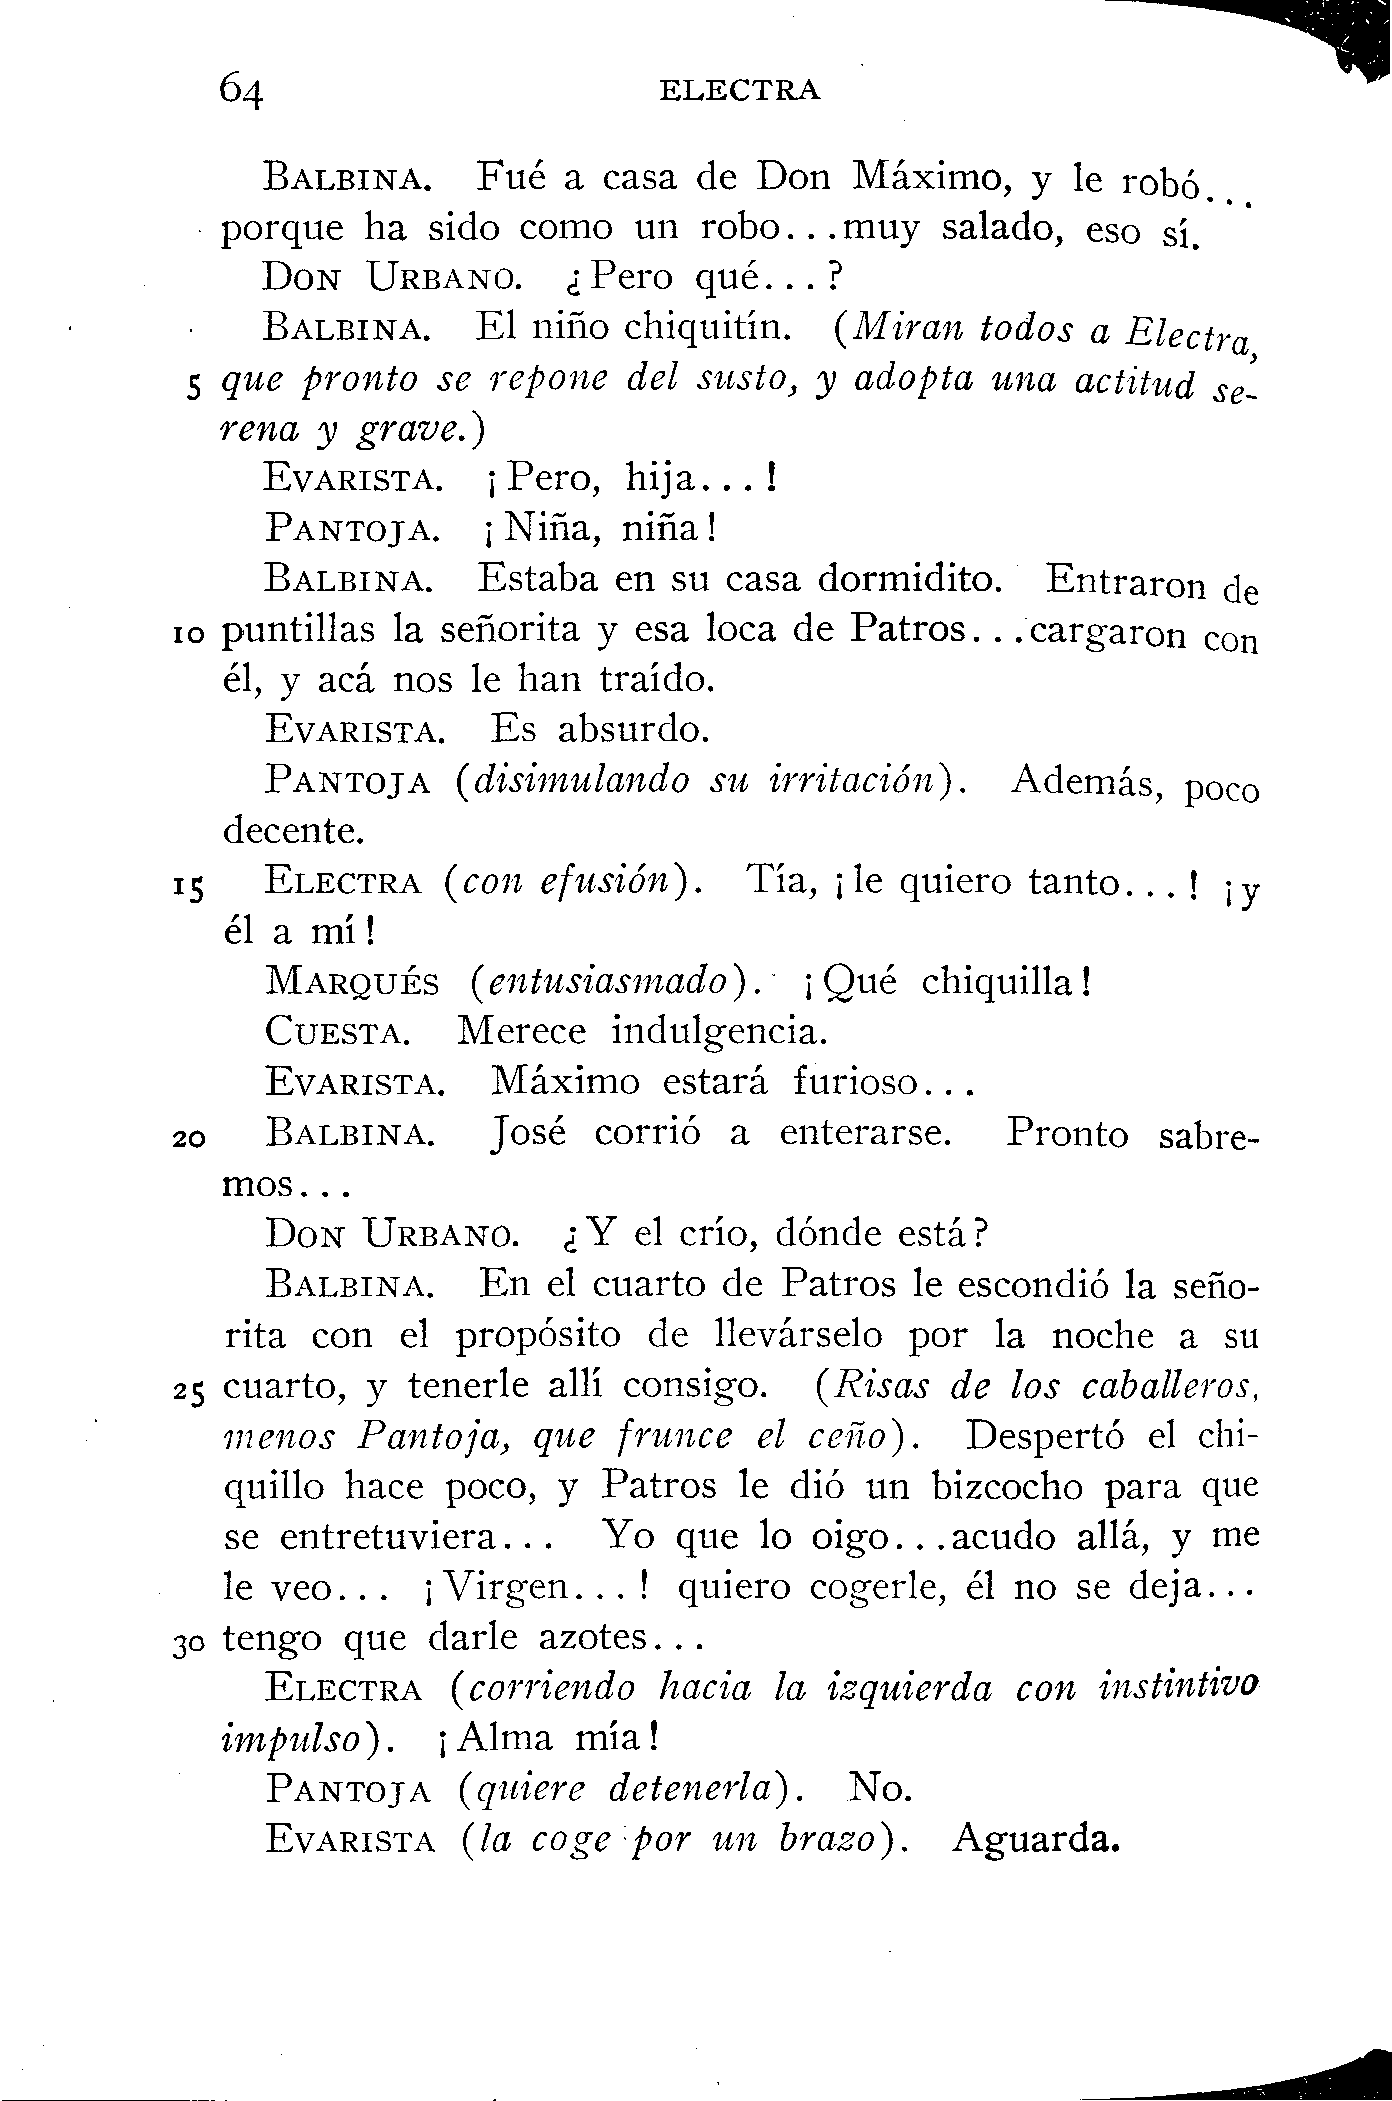 64 ELECTRA
BALBINA. Fué a casa de Don Máximo, y le robó...
porque ha sido como un robo...muy salado, eso sí.
DON URBANO. ¿Pero qué...?
BALBINA. El niño chiquitín. (Miran todos a Electra,
5 que pronto se repone del susto, y adopta una actitud se-
rena y grave.)
EVARISTA. ¡Pero, hija...!
PANTOJA. ¡Niña, niña!
BALBINA. Estaba en su casa dormidito. Entraron de
10 puntillas la señorita y esa loca de Patros...cargaron con
él, y acá nos le han traído.
EVARISTA. Es absurdo.
PANTOJA (disimulando su irritación). Además, poco
decente.
15 ELECTRA (con efusión). Tía, ¡le quiero tanto...! ¡y
él a mí!
MARQUÉS (entusiasmado). ¡Qué chiquilla!
CUESTA. Merece indulgencia.
EVARISTA. Máximo estará furioso...
20 BALBINA. José corrió a enterarse. Pronto sabre-
mos...
DON URBANO. ¿Y el crío, dónde está?
BALBINA. En el cuarto de Patros le escondió la seño-
rita con el propósito de llevárselo por la noche a su
25 cuarto, y tenerle allí consigo. (Risas de los caballeros,
menos Pantoja, que frunce el ceño). Despertó el chi-
quillo hace poco, y Patros le dió un bizcocho para que
se entretuviera... Yo que lo oigo...acudo allá, y me
le veo... ¡Virgen...! quiero cogerle, él no se deja...
30 tengo que darle azotes...
ELECTRA (corriendo hacia la izquierda con instintivo
impulso). ¡Alma mía!
PANTOJA (quiere detenerla). No.
EVARISTA (la coge por un brazo). Aguarda.